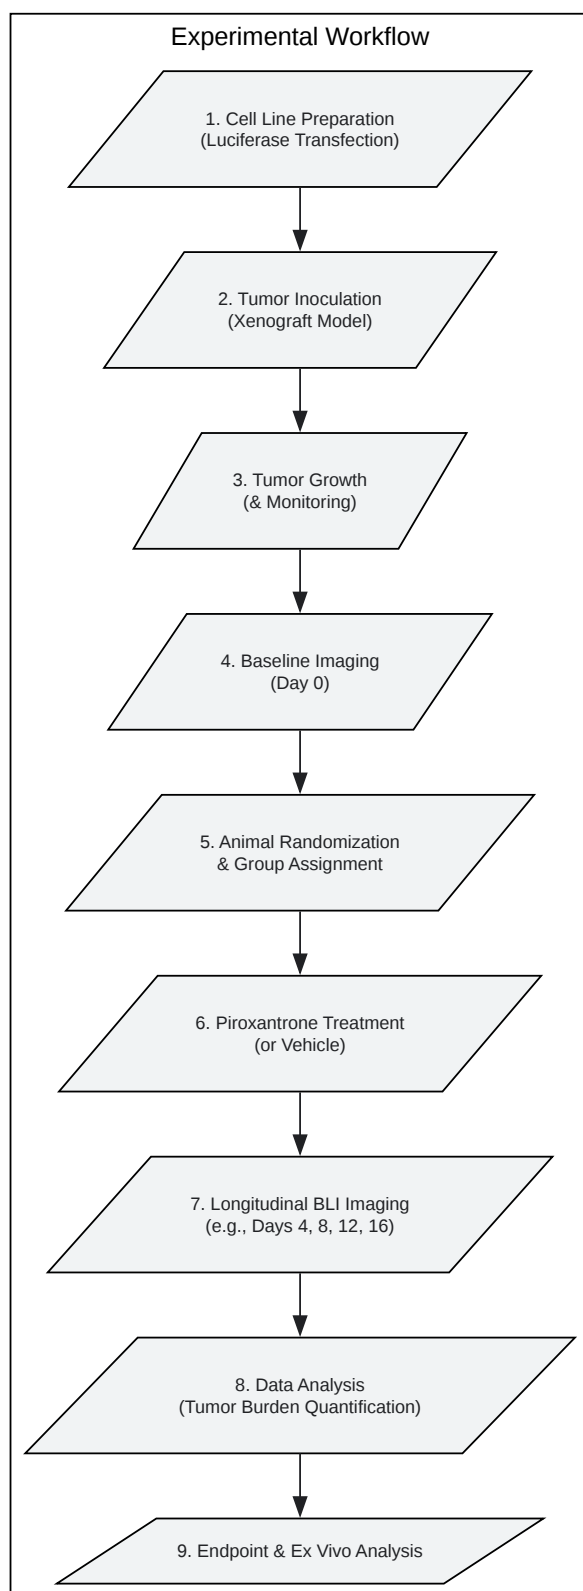 Experimental Workflow
1. Cell Line Preparation
(Luciferase Transfection)
2. Tumor Inoculation
(Xenograft Model)
3. Tumor Growth
(& Monitoring)
4. Baseline Imaging
(Day 0)
5. Animal Randomization
& Group Assignment
6. Piroxantrone Treatment
(or Vehicle)
7. Longitudinal BLI Imaging
(e.g., Days 4, 8, 12, 16)
8. Data Analysis
(Tumor Burden Quantification)
9. Endpoint & Ex Vivo Analysis